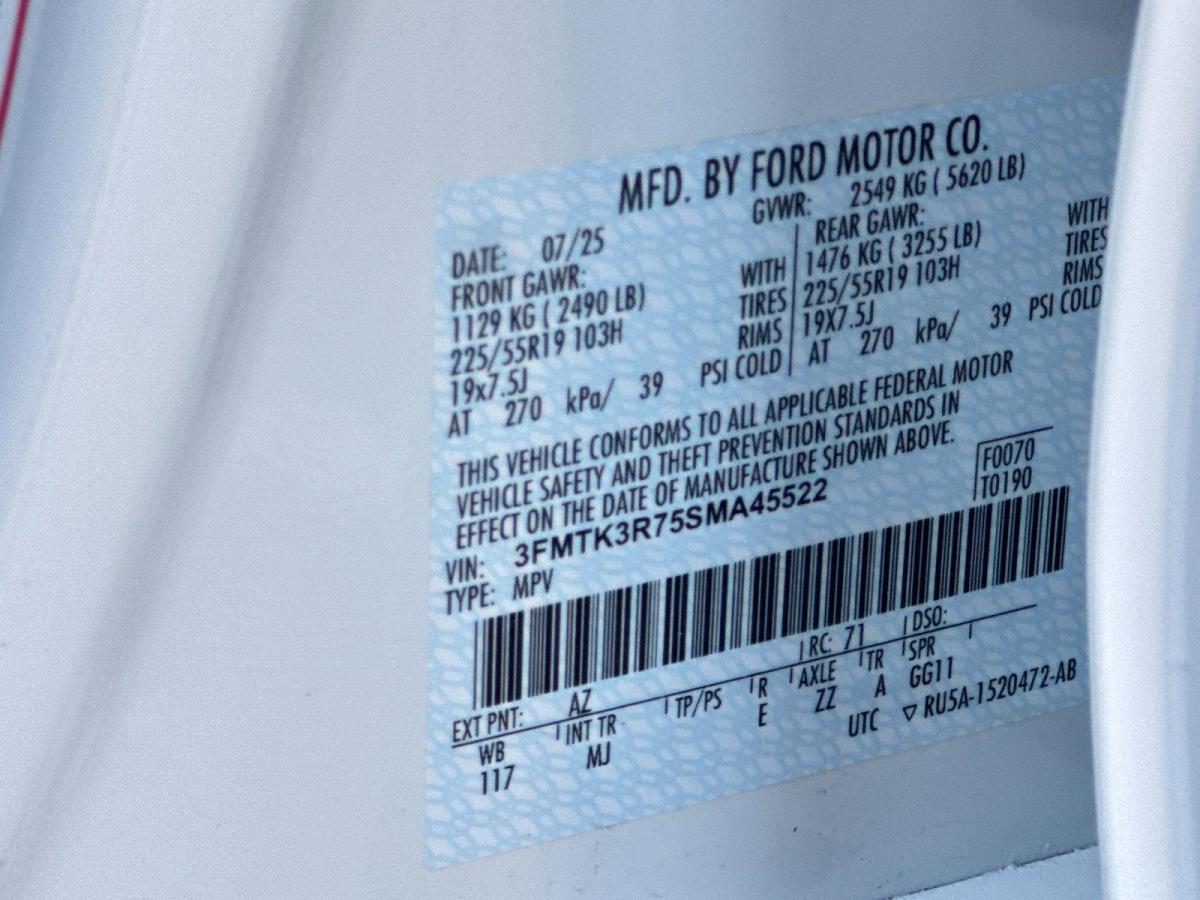 MFD. BY FORD MOTOR CO.
DATE: 07/25 GVWR: 2549 KG ( 5620 LB)
FRONT GAWR: REAR GAWR:
1129 KG ( 2490 LB) WITH 1476 KG ( 3255 LB) WITH
225/55R19 103H TIRES 225/55R19 103H TIRES
19x7.5J RIMS 19X7.5J RIMS
AT 270 kPa/ 39 PSI COLD AT 270 kPa/ 39 PSI COLD
THIS VEHICLE CONFORMS TO ALL APPLICABLE FEDERAL MOTOR
VEHICLE SAFETY AND THEFT PREVENTION STANDARDS IN
EFFECT ON THE DATE OF MANUFACTURE SHOWN ABOVE.
F0070
VIN: 3FMTK3R75SMA45522 T0190
TYPE: MPV
EXT PNT: AZ RC: 71 DSO:
WB INT TR TP/PS R AXLE TR SPR
117 MJ E ZZ A GG11
UTC ▽ RU5A-1520472-AB